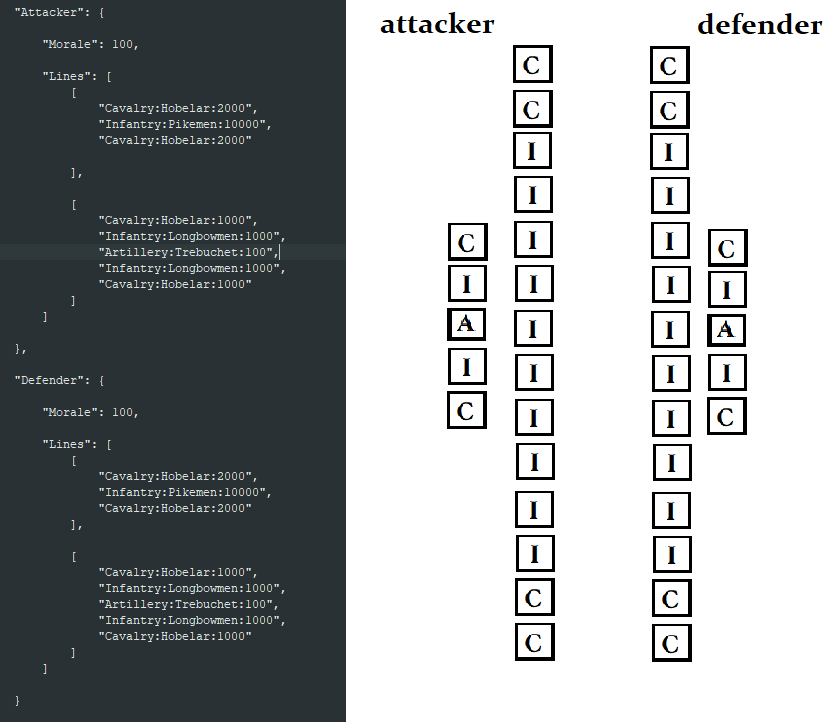 "Attacker": {
"Morale": 100,
"Lines": [
[
"Cavalry:Hobelar:2000",
"Infantry:Pikemen:10000",
"Cavalry:Hobelar:2000"
],
[
"Cavalry:Hobelar:1000",
"Infantry:Longbowmen:1000",
"Artillery:Trebuchet:100",
"Infantry:Longbowmen:1000",
"Cavalry:Hobelar:1000"
]
]
},
"Defender": {
"Morale": 100,
"Lines": [
[
"Cavalry:Hobelar:2000",
"Infantry:Pikemen:10000",
"Cavalry:Hobelar:2000"
],
[
"Cavalry:Hobelar:1000",
"Infantry:Longbowmen:1000",
"Artillery:Trebuchet:100",
"Infantry:Longbowmen:1000",
"Cavalry:Hobelar:1000"
]
]
}
attacker
C
I
A
I
C
C
C
I
I
I
I
I
I
I
I
I
I
C
C
defender
C
C
I
I
I
I
I
I
I
I
I
I
C
C
C
I
A
I
C